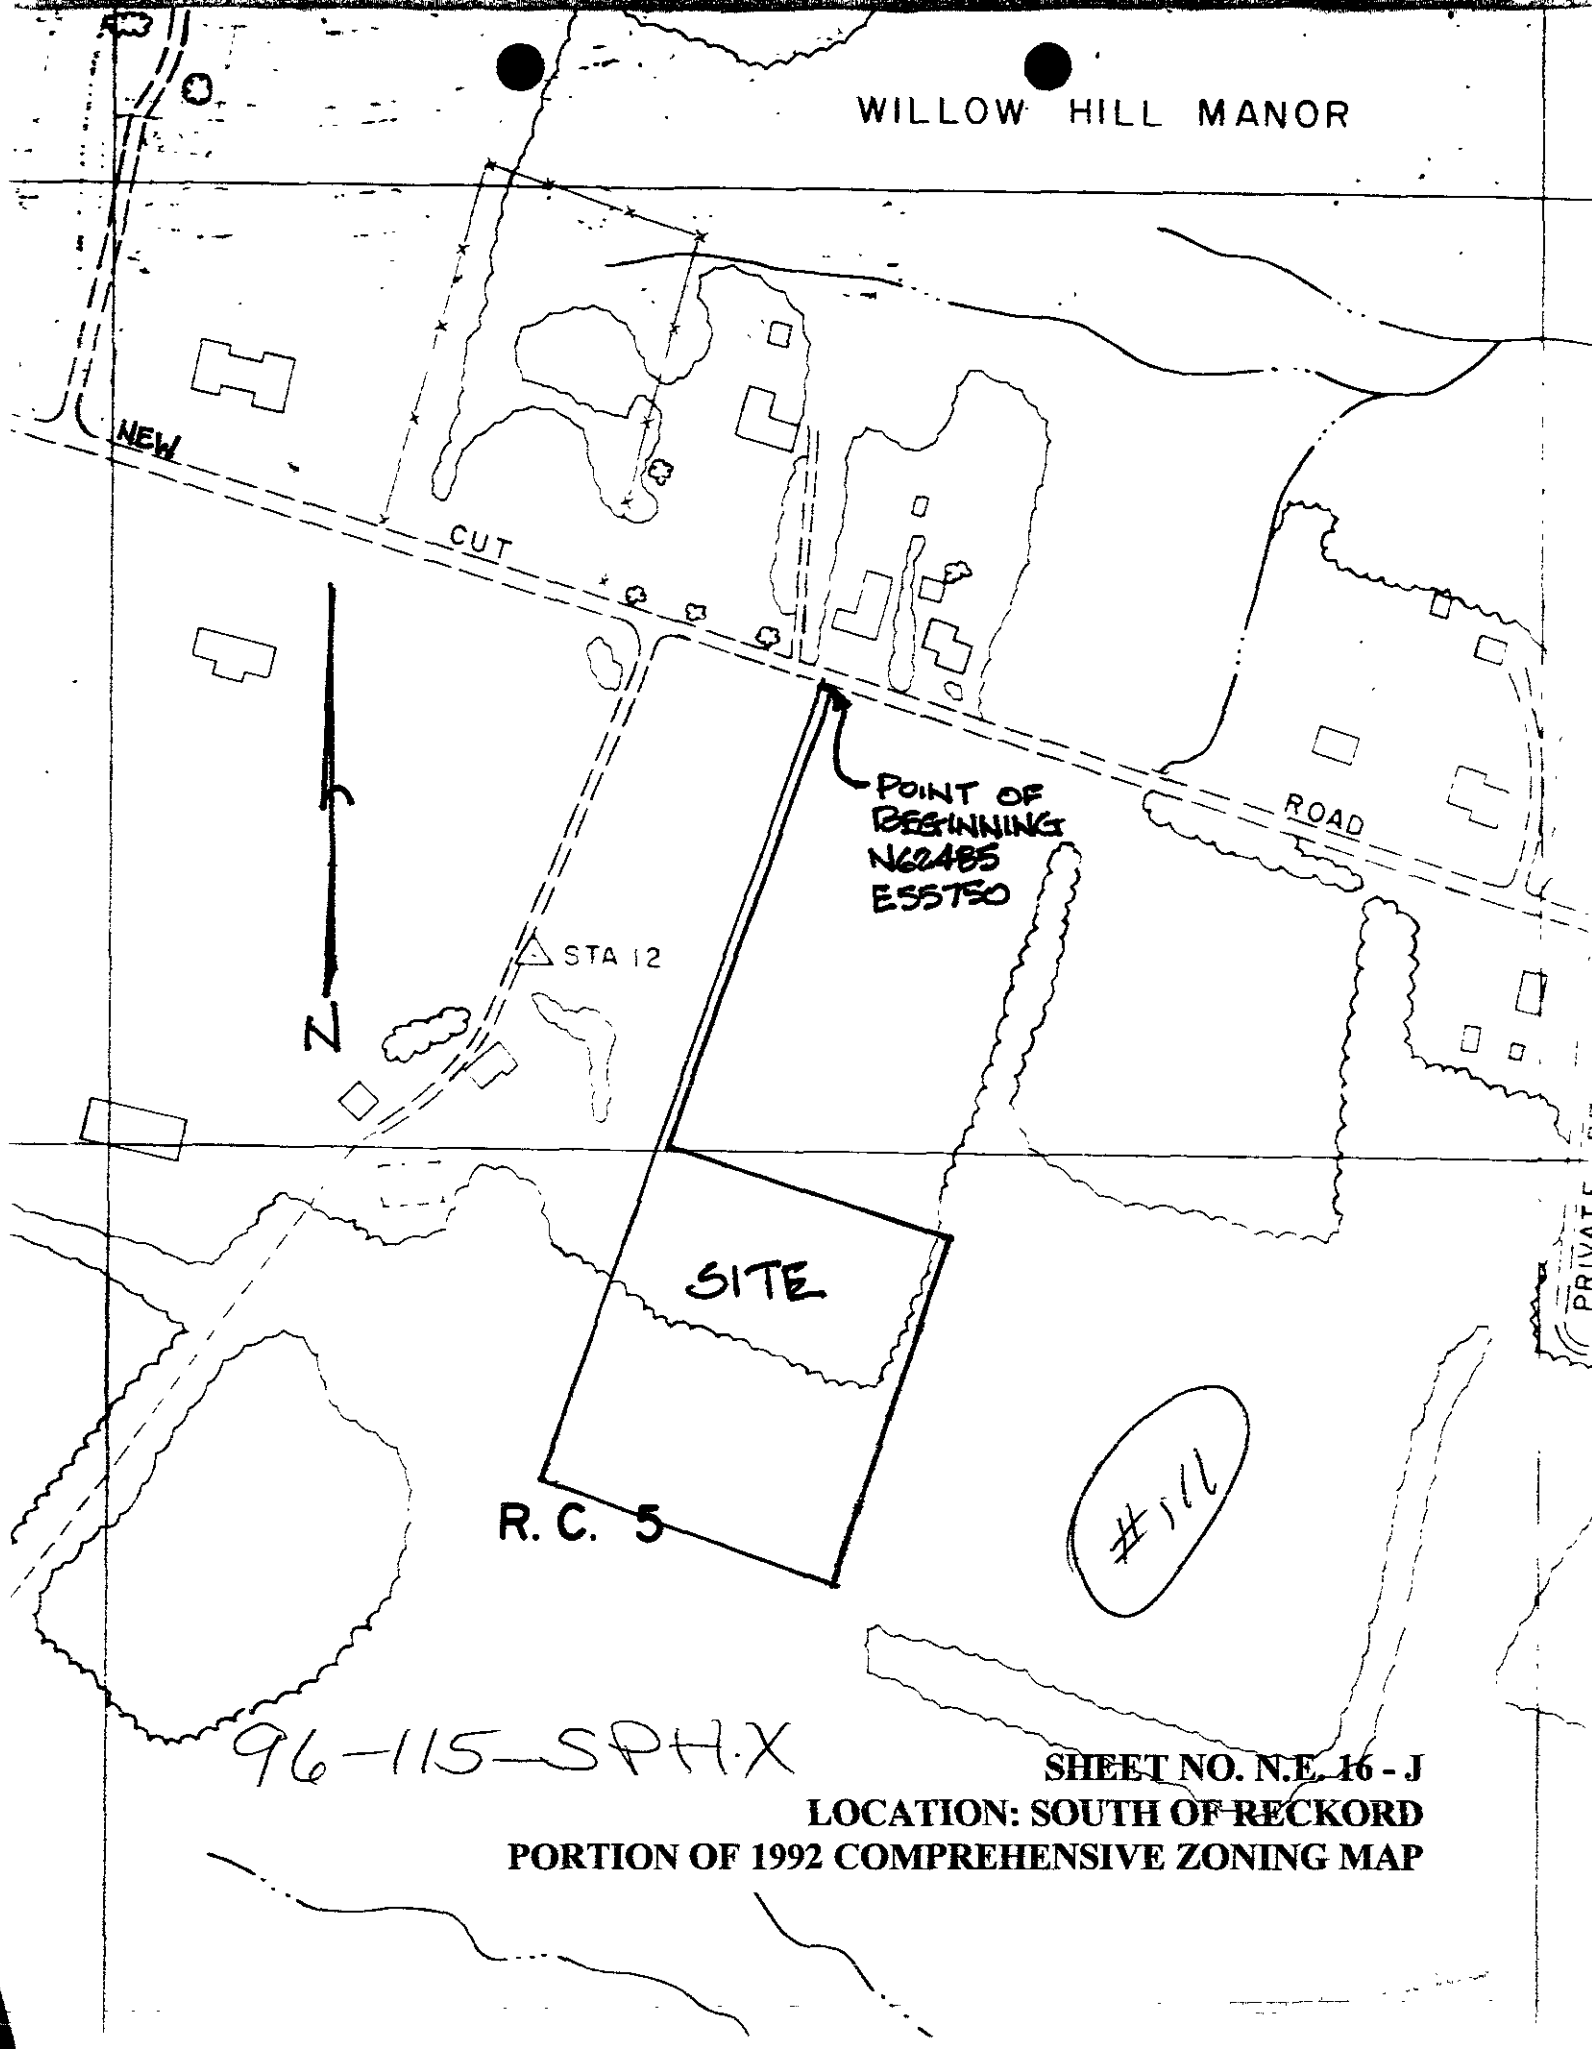 WILLOW HILL MANOR
NEW
CUT
ROAD
POINT OF
BEGINNING
N62485
E55750
STA 12
N
PRIVATE
SITE
R. C. 5
#111
96-115-SPH.X
SHEET NO. N.E. 16 - J
LOCATION: SOUTH OF RECKORD
PORTION OF 1992 COMPREHENSIVE ZONING MAP